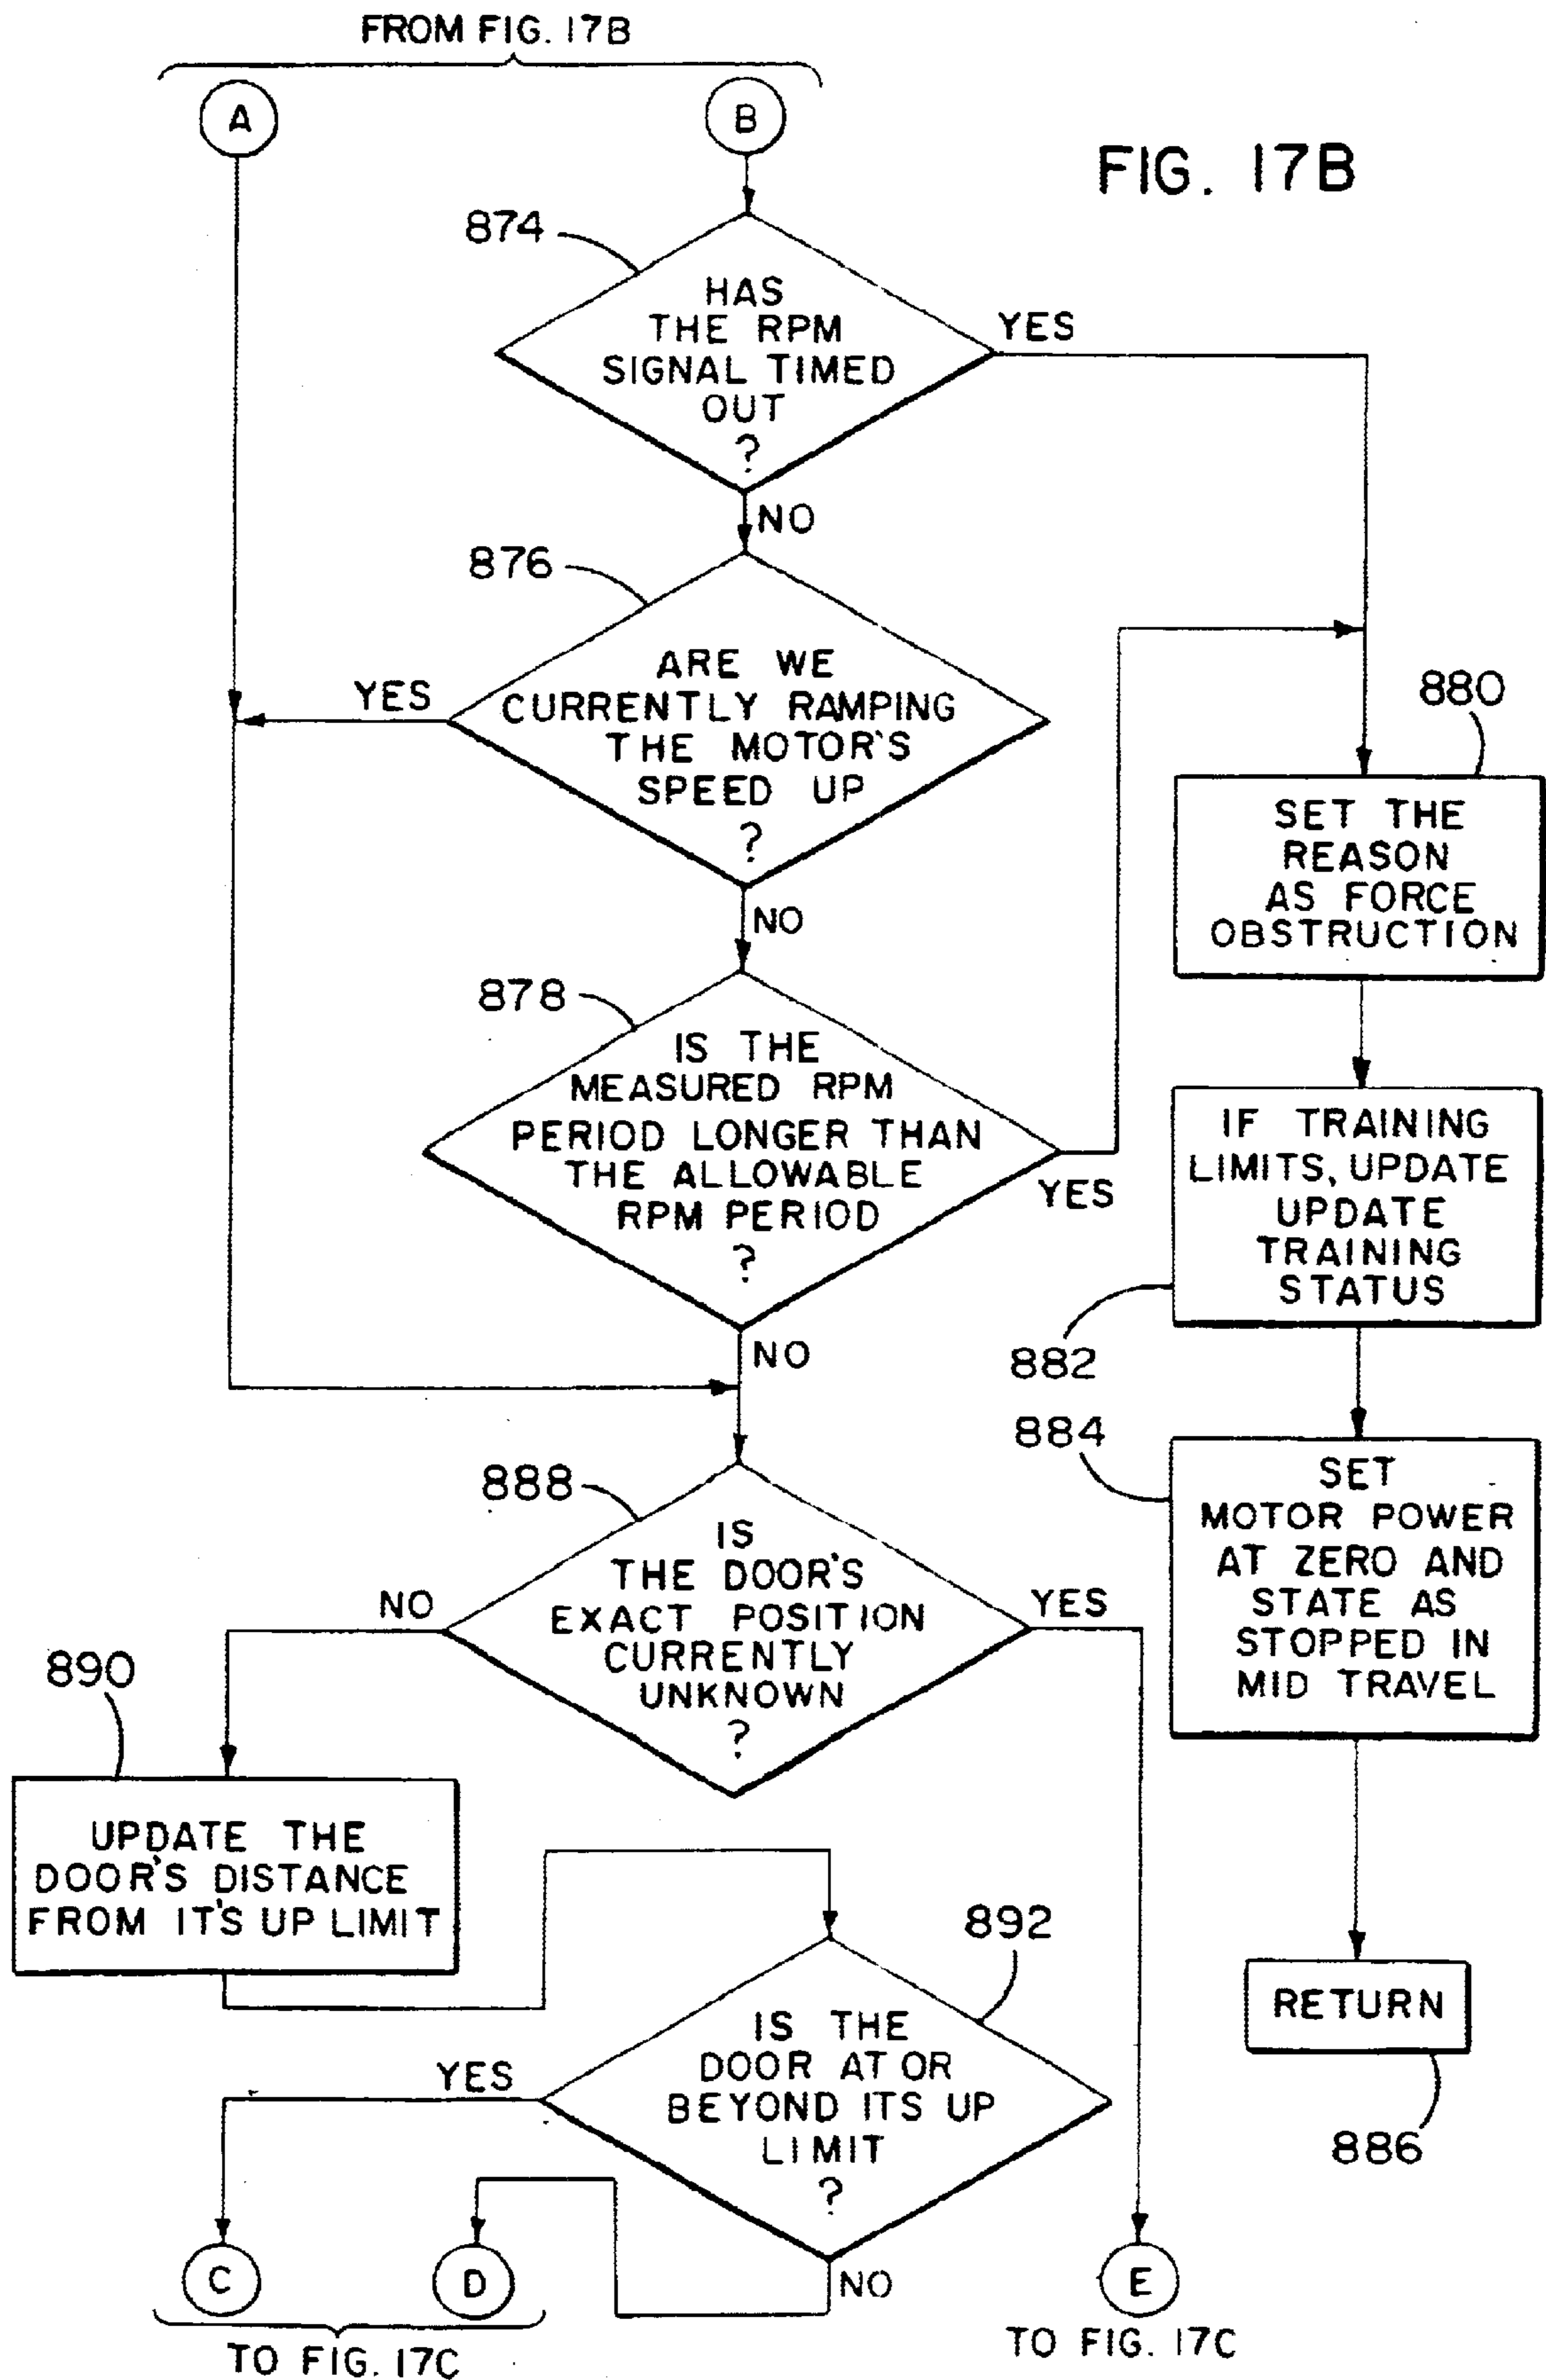 FROM FIG. 17B
A
B
FIG. 17B
874
HAS
THE RPM
SIGNAL TIMED
OUT
?
YES
NO
876
ARE WE
CURRENTLY RAMPING
THE MOTOR'S
SPEED UP
?
YES
NO
878
IS THE
MEASURED RPM
PERIOD LONGER THAN
THE ALLOWABLE
RPM PERIOD
?
YES
NO
880
SET THE
REASON
AS FORCE
OBSTRUCTION
IF TRAINING
LIMITS, UPDATE
UPDATE
TRAINING
STATUS
882
884
SET
MOTOR POWER
AT ZERO AND
STATE AS
STOPPED IN
MID TRAVEL
RETURN
886
888
IS
THE DOOR'S
EXACT POSITION
CURRENTLY
UNKNOWN
?
NO
YES
890
UPDATE THE
DOOR'S DISTANCE
FROM IT'S UP LIMIT
892
IS THE
DOOR AT OR
BEYOND ITS UP
LIMIT
?
YES
NO
C
D
E
TO FIG. 17C
TO FIG. 17C